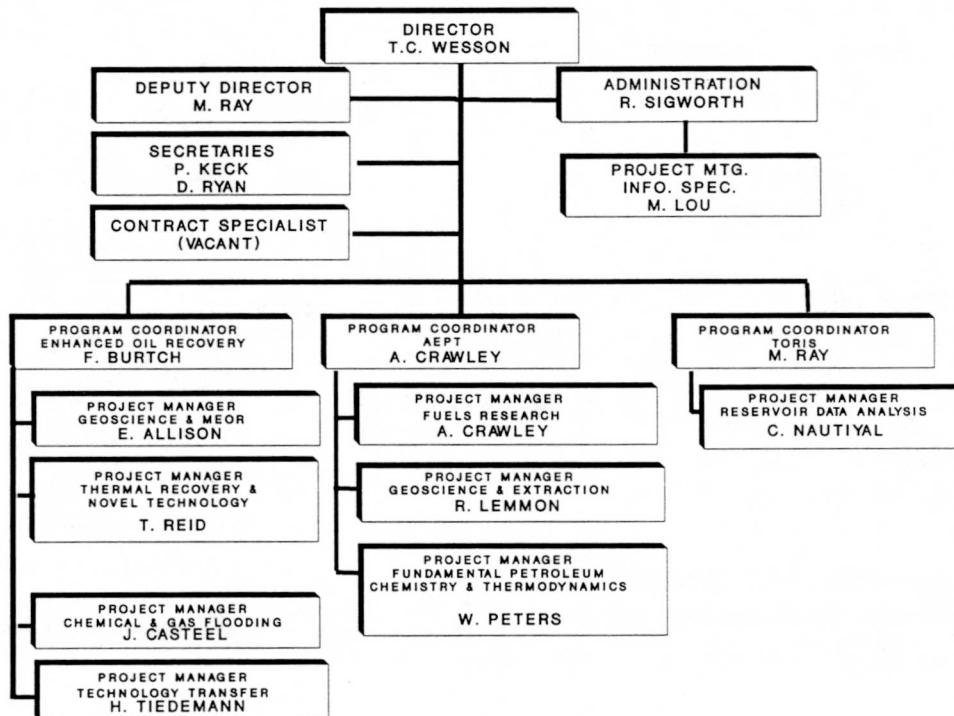 DIRECTOR
T.C. WESSON
DEPUTY DIRECTOR
M. RAY
ADMINISTRATION
R. SIGWORTH
SECRETARIES
P. KECK
D. RYAN
PROJECT MTG.
INFO. SPEC.
M. LOU
CONTRACT SPECIALIST
(VACANT)
PROGRAM COORDINATOR
ENHANCED OIL RECOVERY
F. BURTCH
PROJECT MANAGER
GEOSCIENCE & MEOR
E. ALLISON
PROJECT MANAGER
THERMAL RECOVERY &
NOVEL TECHNOLOGY
T. REID
PROJECT MANAGER
CHEMICAL & GAS FLOODING
J. CASTEEL
PROJECT MANAGER
TECHNOLOGY TRANSFER
H. TIEDEMANN
PROGRAM COORDINATOR
AEPT
A. CRAWLEY
PROJECT MANAGER
FUELS RESEARCH
A. CRAWLEY
PROJECT MANAGER
GEOSCIENCE & EXTRACTION
R. LEMMON
PROJECT MANAGER
FUNDAMENTAL PETROLEUM
CHEMISTRY & THERMODYNAMICS
W. PETERS
PROGRAM COORDINATOR
TORIS
M. RAY
PROJECT MANAGER
RESERVOIR DATA ANALYSIS
C. NAUTIYAL